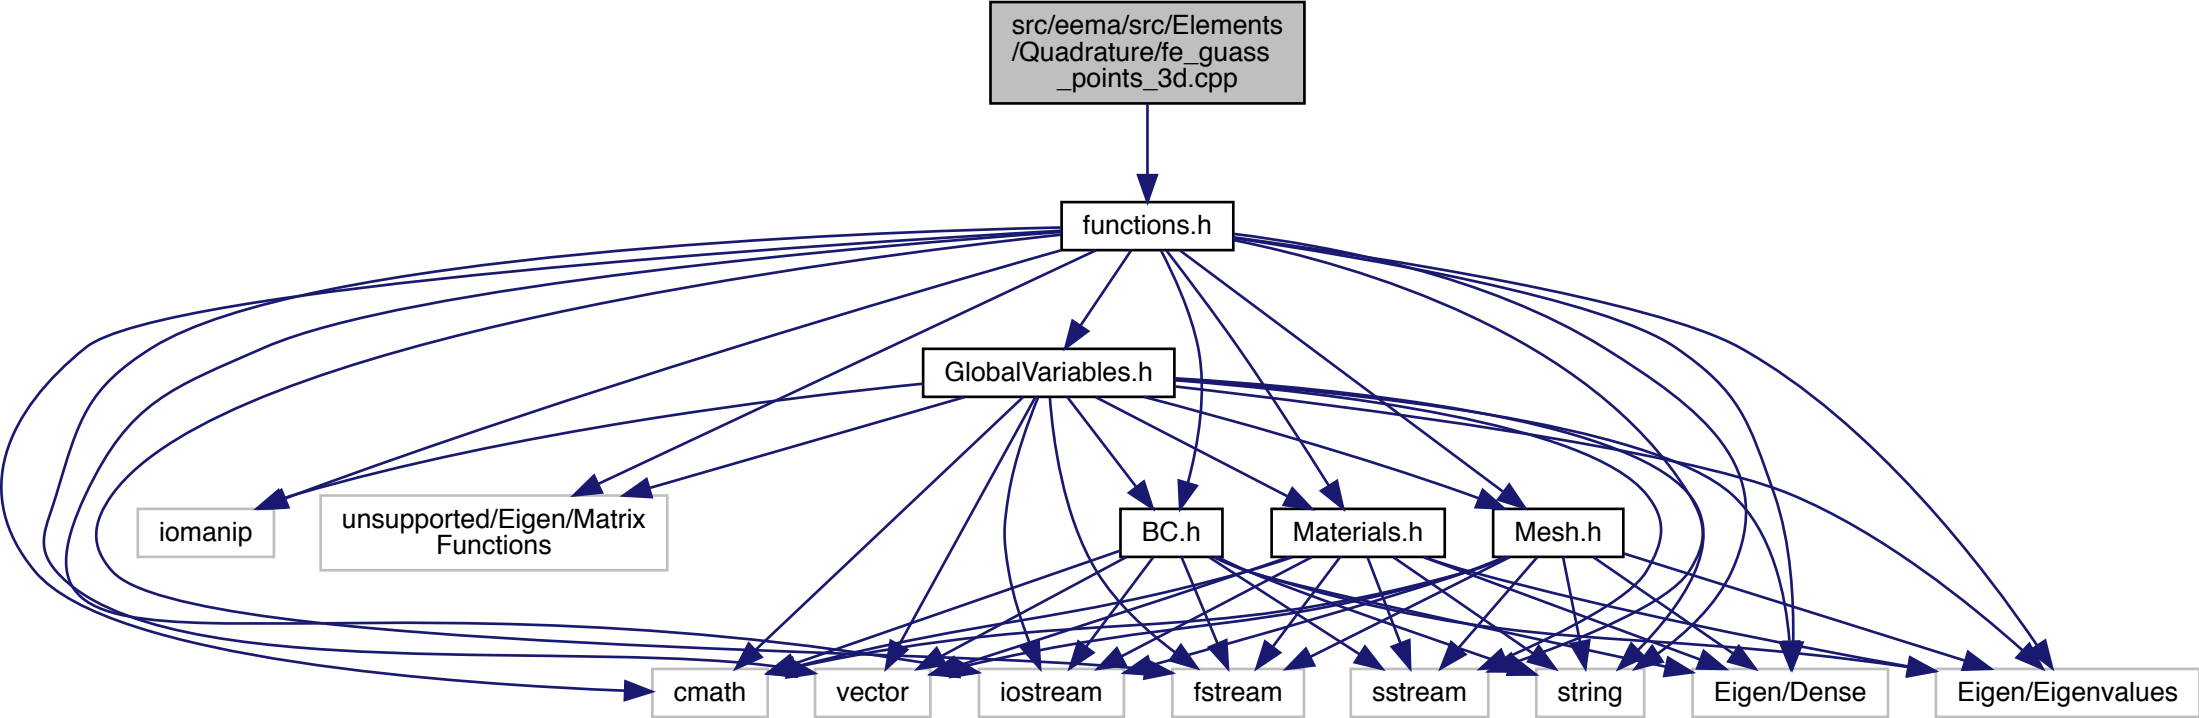 src/eema/src/Elements
/Quadrature/fe_guass
_points_3d.cpp
functions.h
GlobalVariables.h
iomanip
unsupported/Eigen/Matrix
Functions
BC.h
Materials.h
Mesh.h
cmath
vector
iostream
fstream
sstream
string
Eigen/Dense
Eigen/Eigenvalues